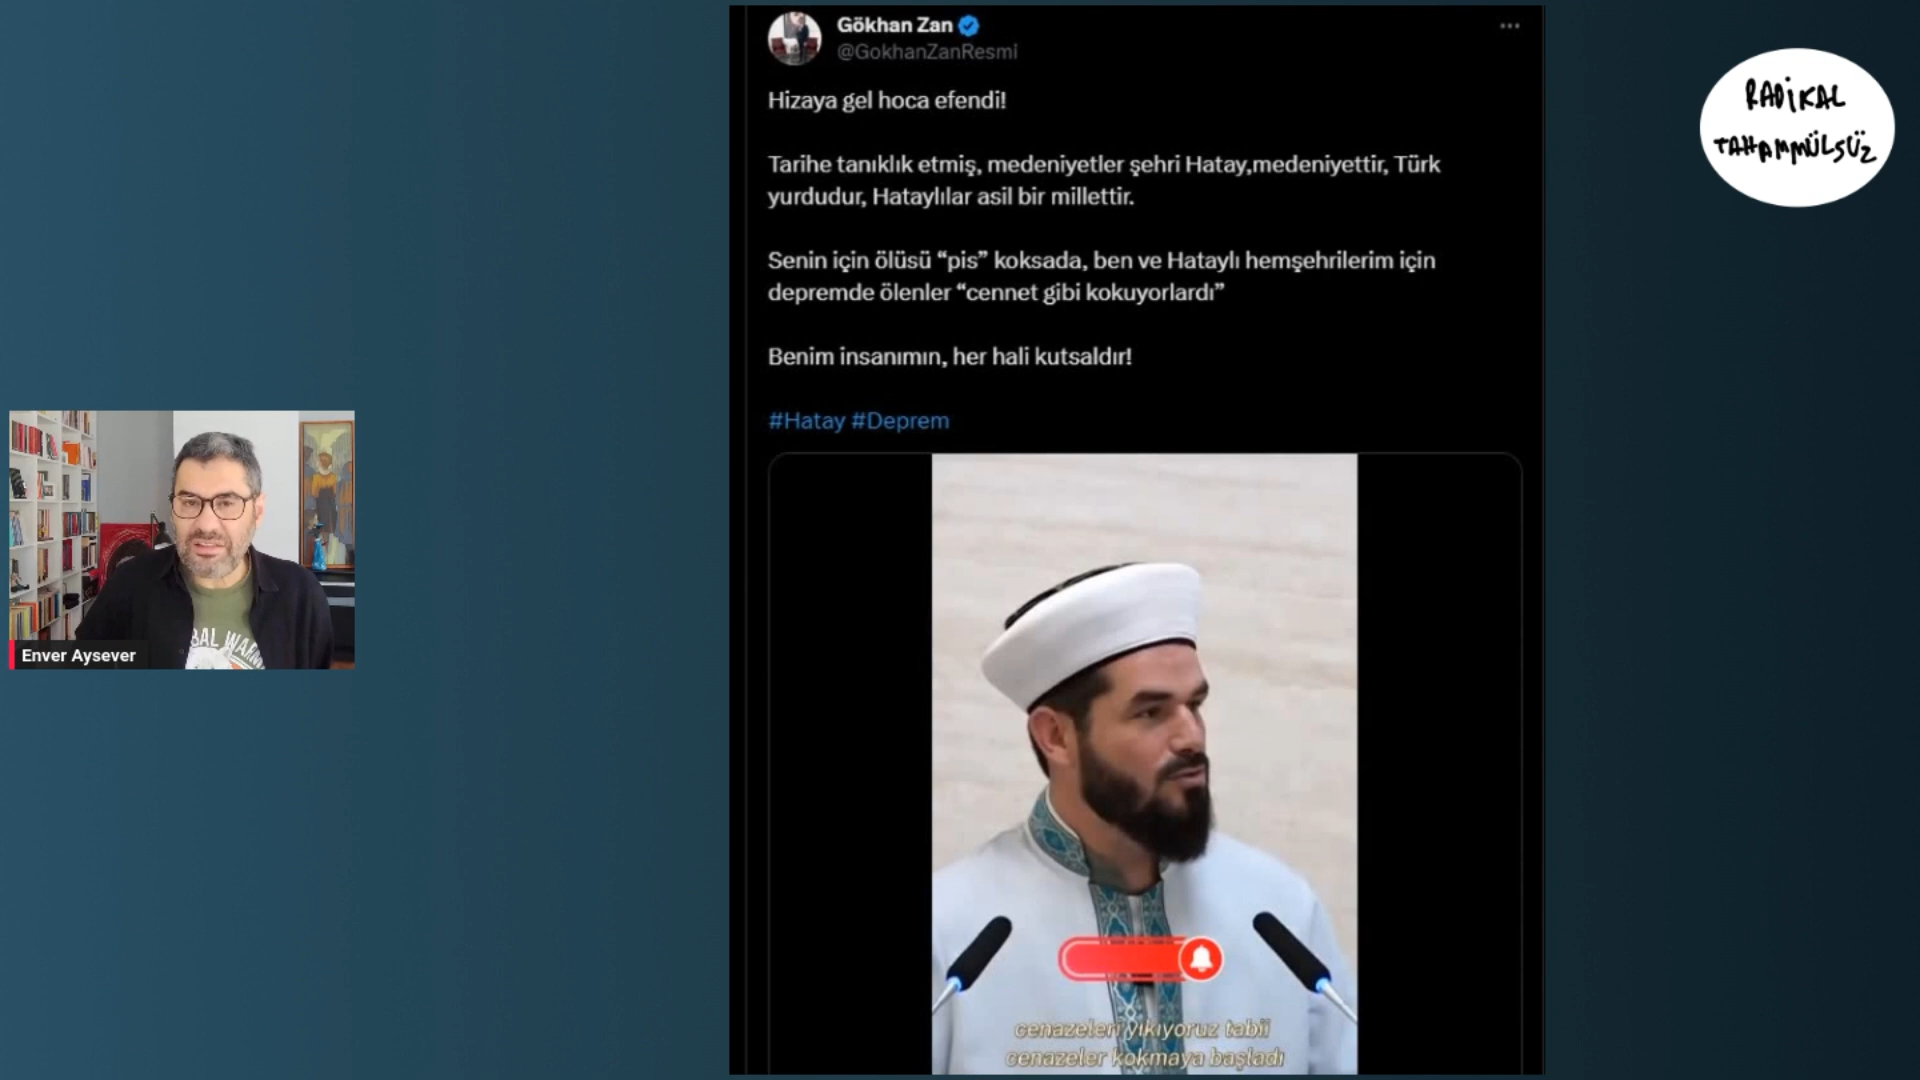 Gökhan Zan
@GokhanZanResmi
Hizaya gel hoca efendi!
Tarihe tanıklık etmiş, medeniyetler şehri Hatay,medeniyettir, Türk
yurdudur, Hataylılar asil bir millettir.
Senin için ölüsü “pis” koksada, ben ve Hataylı hemşehrilerim için
depremde ölenler “cennet gibi kokuyorlardı”
Benim insanımın, her hali kutsaldır!
#Hatay #Deprem
cenazeleri yıkıyoruz tabii
cenazeler kokmaya başladı
RADİKAL
TAHAMMÜLSÜZ
BAL WARM
Enver Aysever